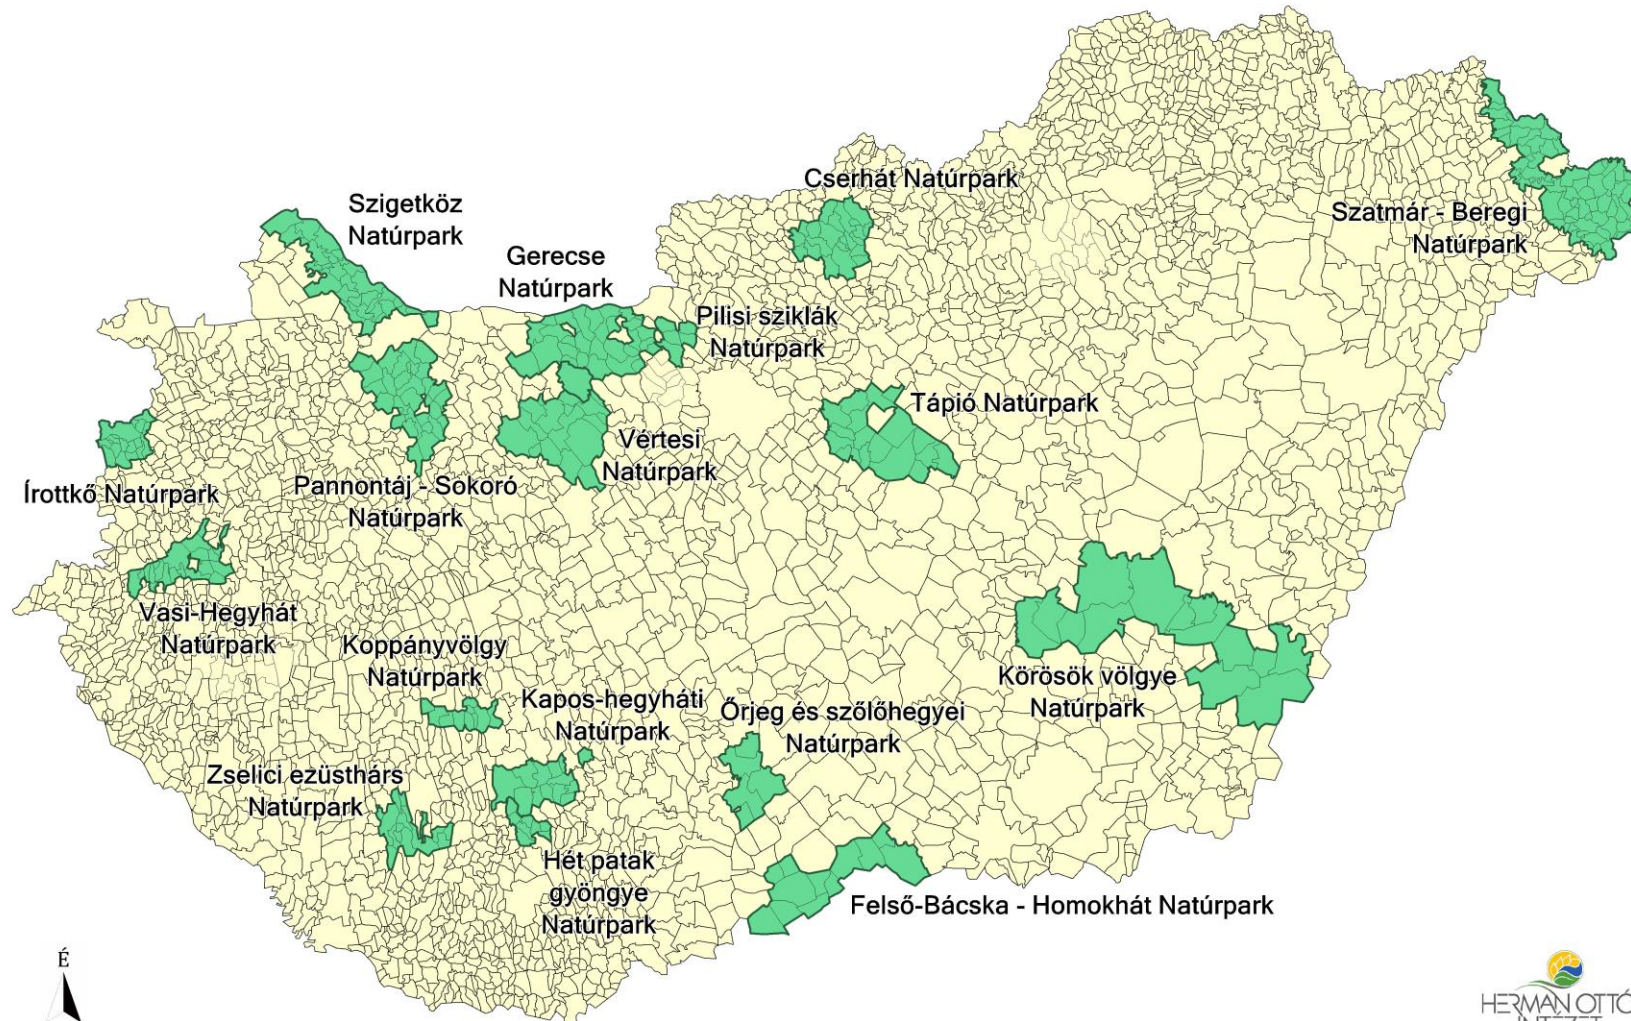 Cserhát Natúrpark
Szigetköz
Natúrpark
Szatmár - Beregi
Natúrpark
Gerecse
Natúrpark
Pilisi sziklák
Natúrpark
Tápió Natúrpark
Vértesi
Natúrpark
Írottkő Natúrpark
Pannontáj - Sokoró
Natúrpark
Vasi-Hegyhát
Natúrpark
Koppányvölgy
Natúrpark
Körösök völgye
Natúrpark
Kapos-hegyháti
Natúrpark
Őrjeg és szőlőhegyei
Natúrpark
Zselici ezüsthárs
Natúrpark
Hét patak
gyöngye
Natúrpark
Felső-Bácska - Homokhát Natúrpark
É
HERMAN OTTÓ
INTÉZET